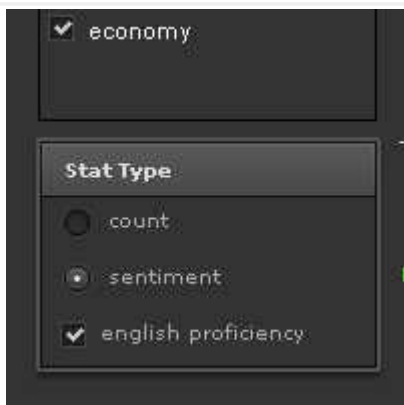 economy
Stat Type
count
sentiment
english proficiency